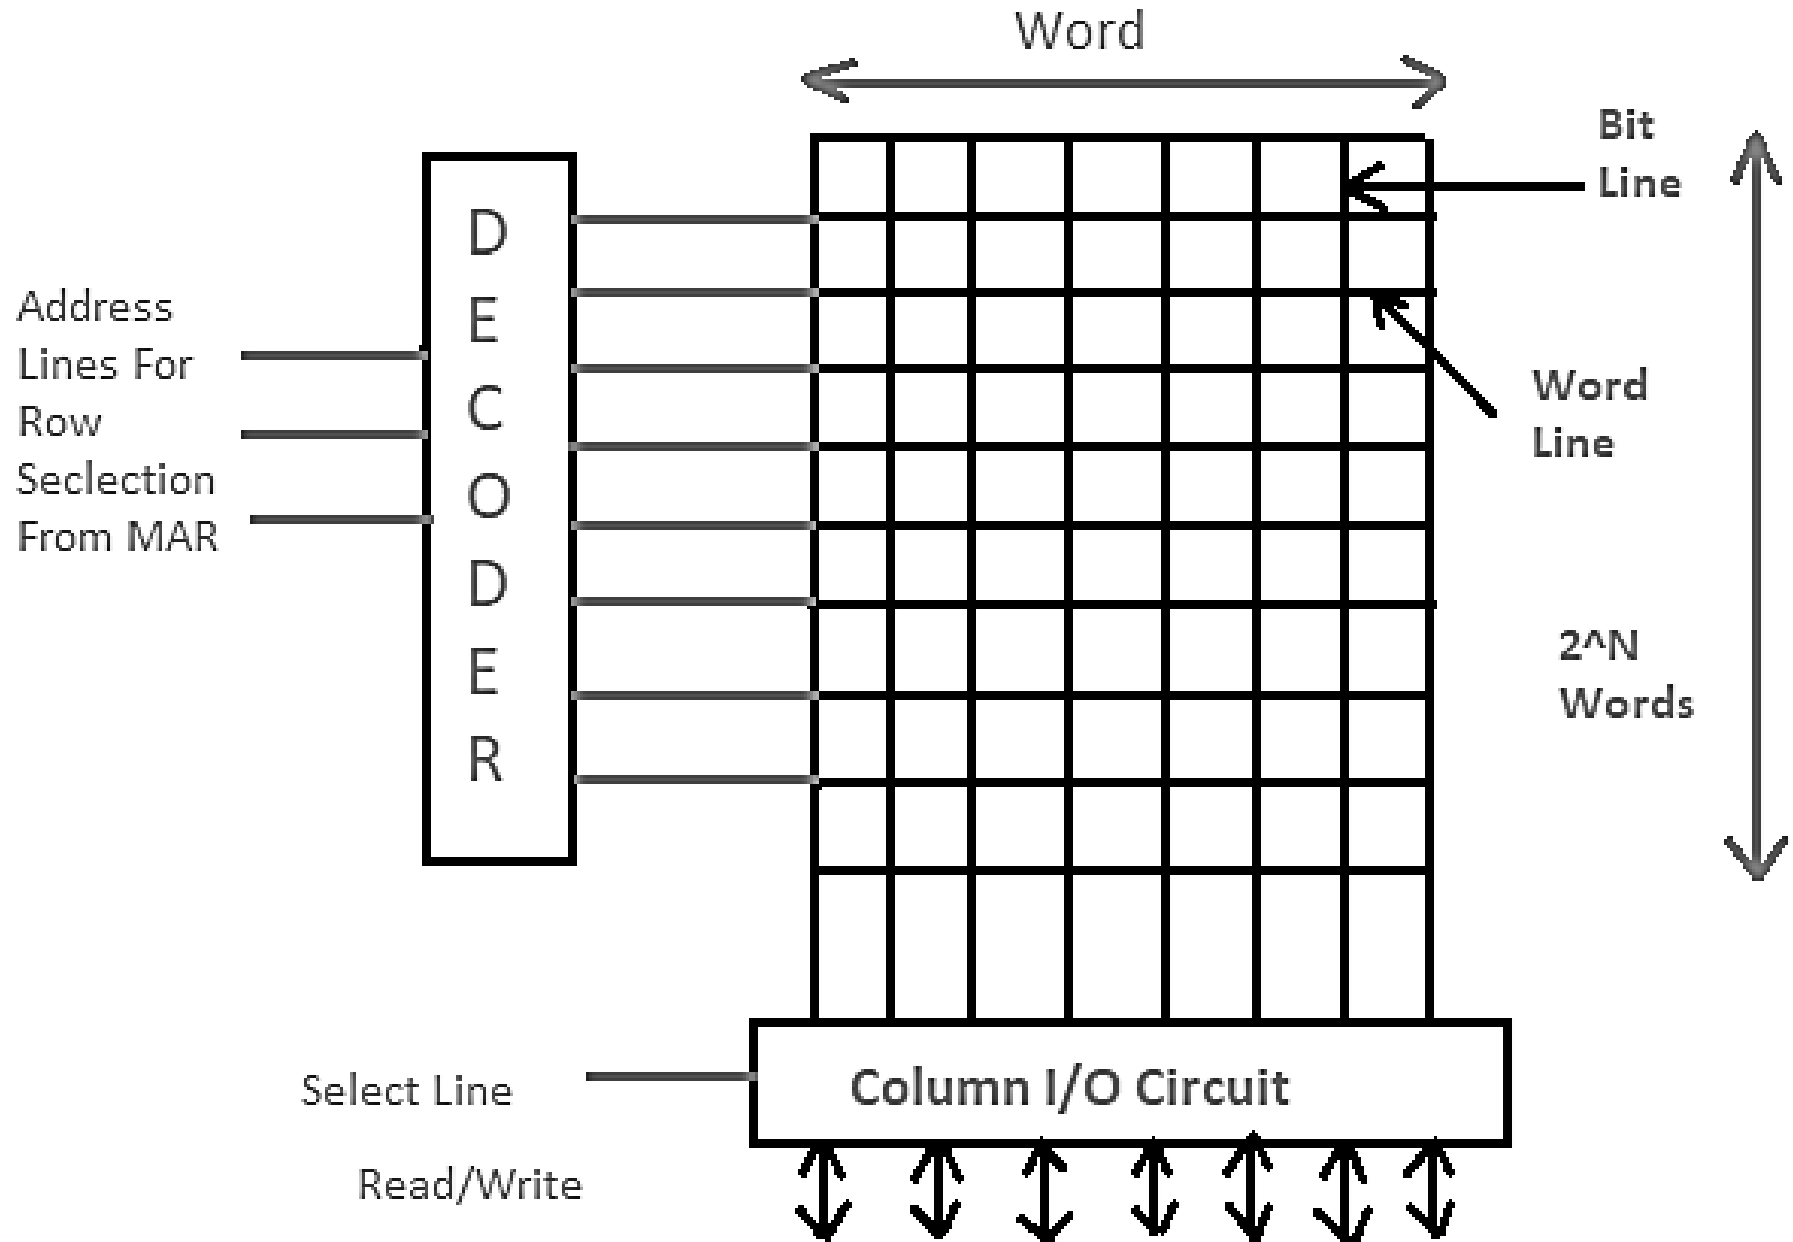 Word
Bit
Line
D
E
C
O
D
E
R
Address
Lines For
Row
Seclection
From MAR
Word
Line
2^N
Words
Select Line
Column I/O Circuit
Read/Write